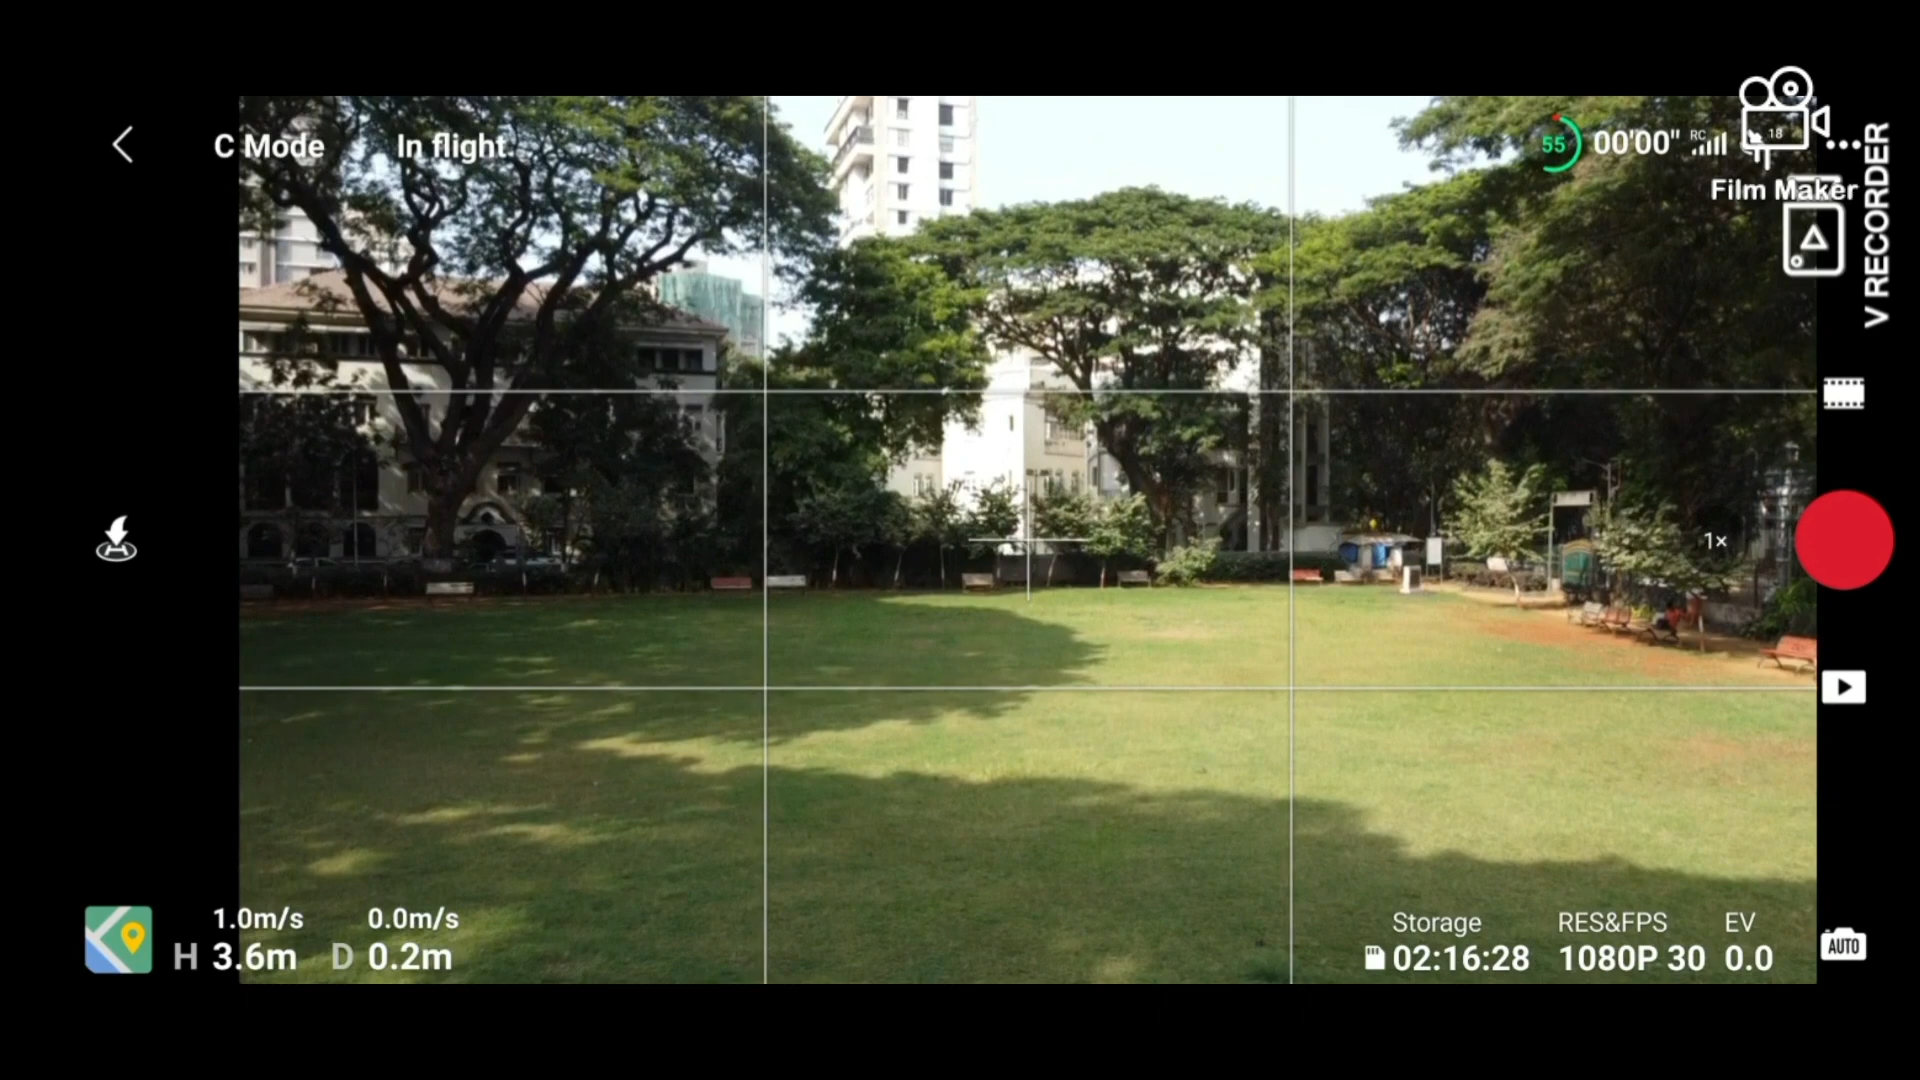 C Mode
In flight.
55
00'00"
RC
18
Film Maker
V RECORDER
1×
1.0m/s
0.0m/s
H 3.6m
D 0.2m
Storage
RES&FPS
EV
02:16:28
1080P 30
0.0
AUTO